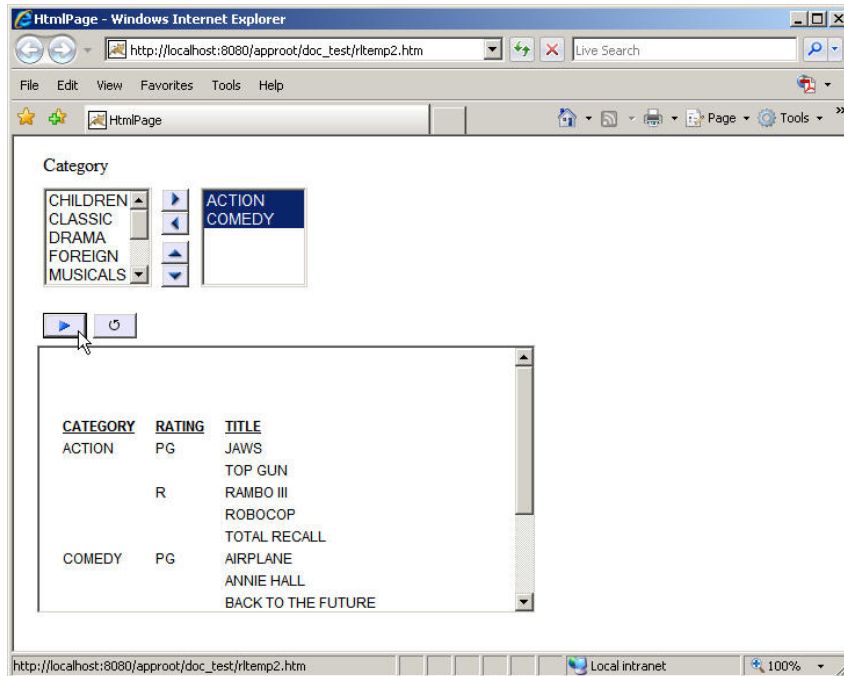 HtmlPage - Windows Internet Explorer
http://localhost:8080/approot/doc_test/rltemp2.htm
Live Search
File Edit View Favorites Tools Help
HtmlPage
Page Tools »
Category
CHILDREN
CLASSIC
DRAMA
FOREIGN
MUSICALS
ACTION
COMEDY
CATEGORY RATING TITLE
ACTION PG JAWS
TOP GUN
R RAMBO III
ROBOCOP
TOTAL RECALL
COMEDY PG AIRPLANE
ANNIE HALL
BACK TO THE FUTURE
http://localhost:8080/approot/doc_test/rltemp2.htm Local intranet 100%